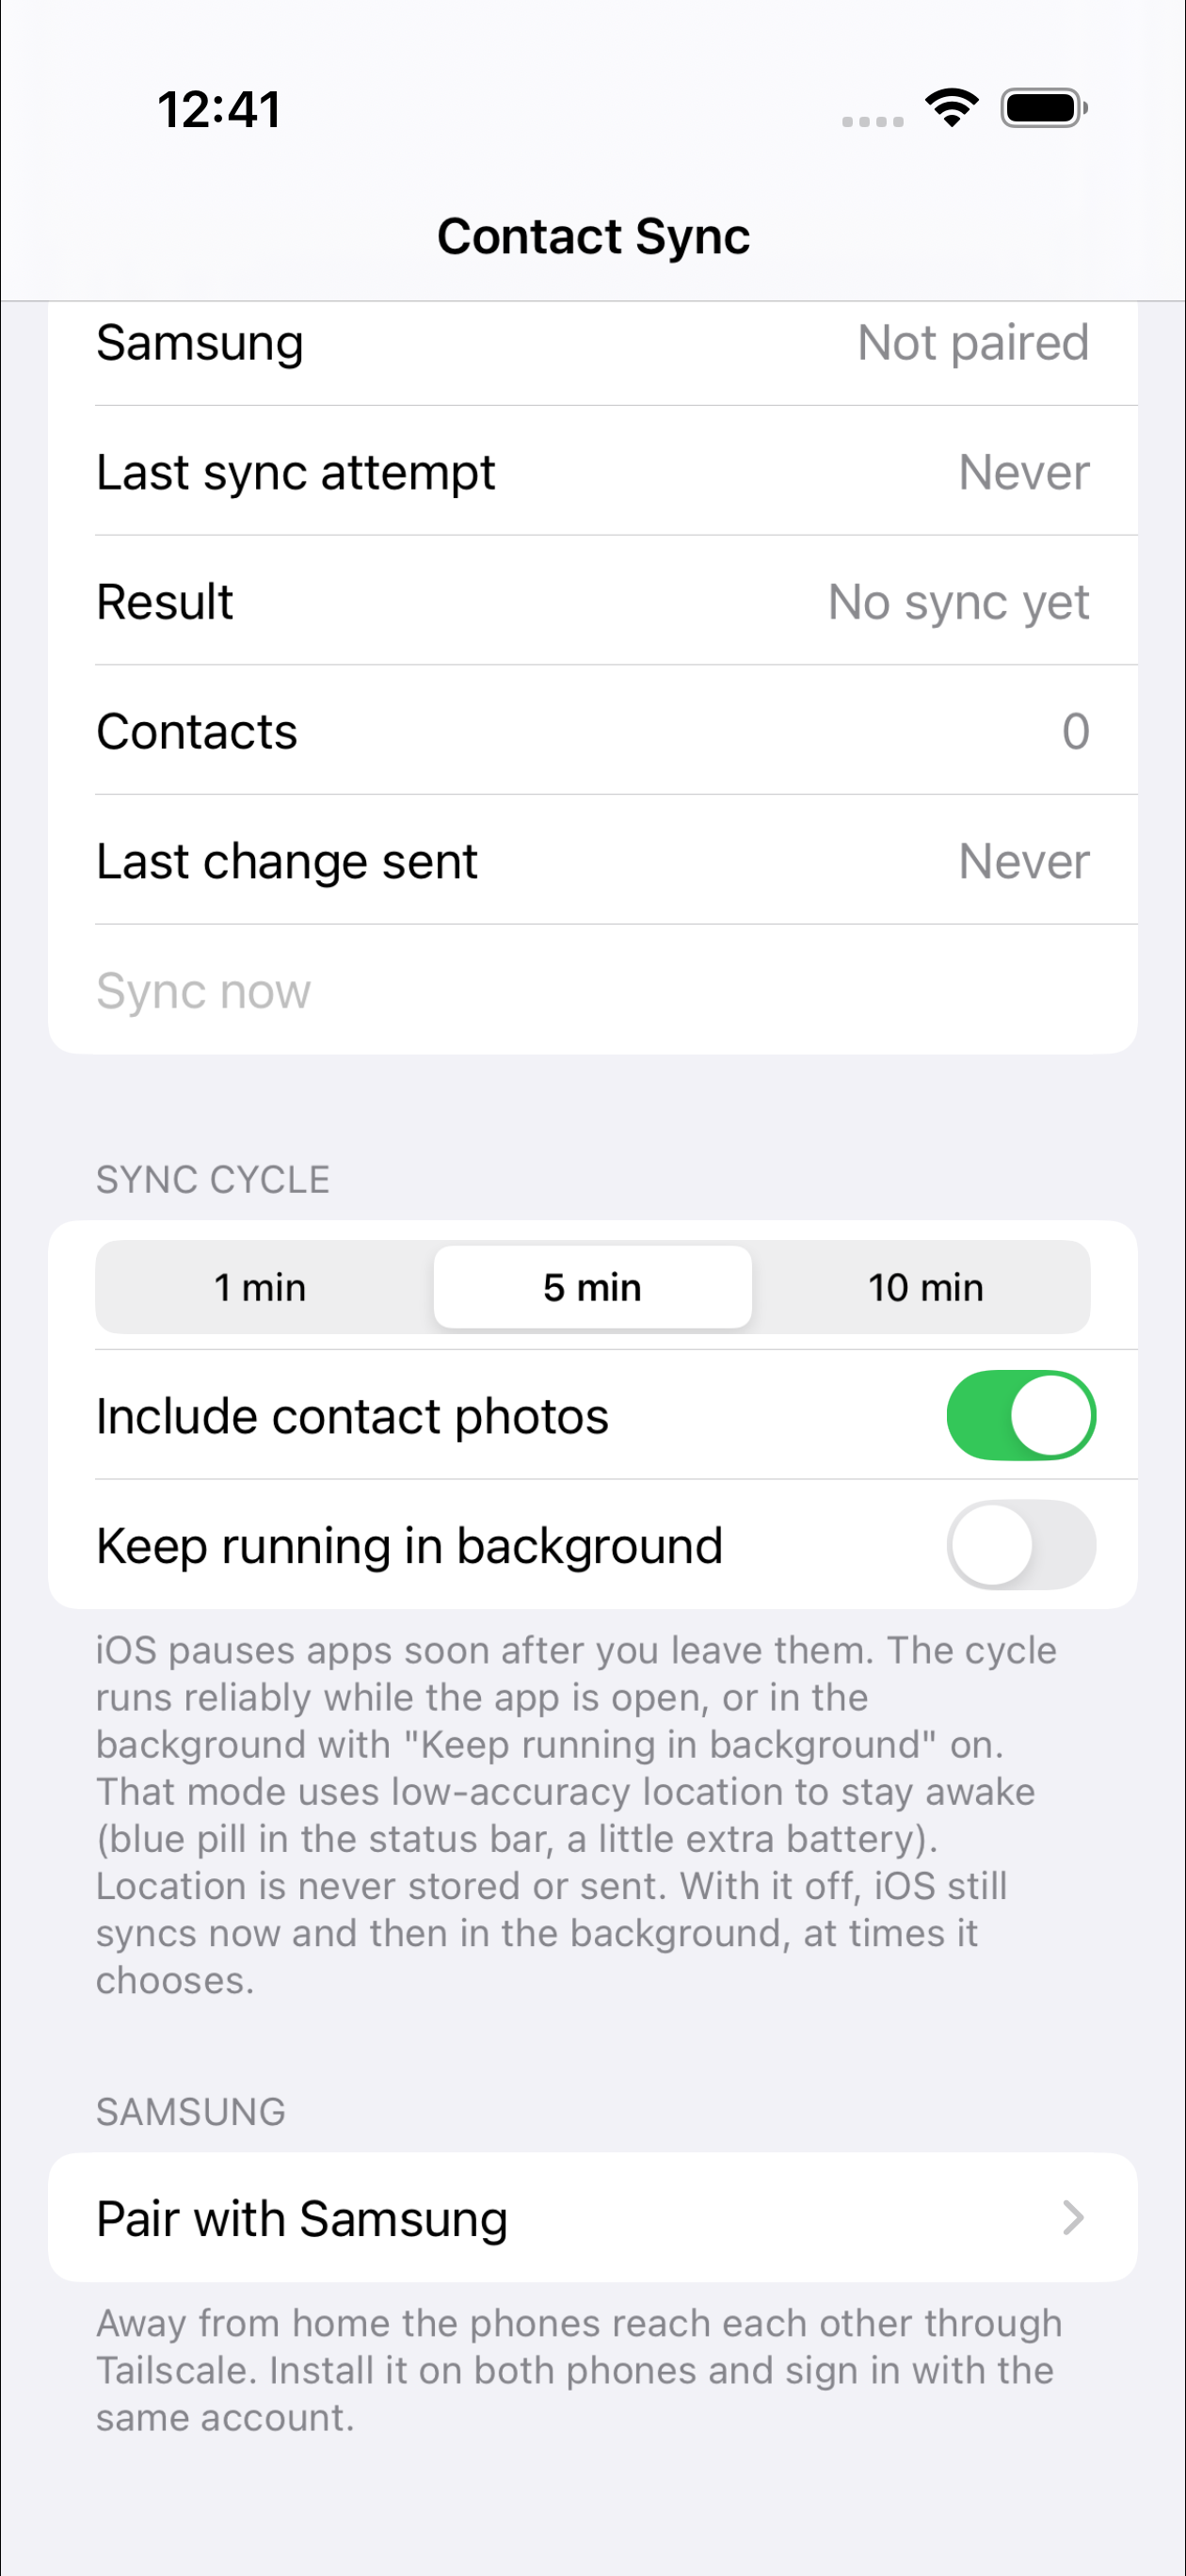 12:41
Contact Sync
Samsung Not paired
Last sync attempt Never
Result No sync yet
Contacts 0
Last change sent Never
Sync now
SYNC CYCLE
1 min 5 min 10 min
Include contact photos
Keep running in background
iOS pauses apps soon after you leave them. The cycle
runs reliably while the app is open, or in the
background with "Keep running in background" on.
That mode uses low-accuracy location to stay awake
(blue pill in the status bar, a little extra battery).
Location is never stored or sent. With it off, iOS still
syncs now and then in the background, at times it
chooses.
SAMSUNG
Pair with Samsung
Away from home the phones reach each other through
Tailscale. Install it on both phones and sign in with the
same account.